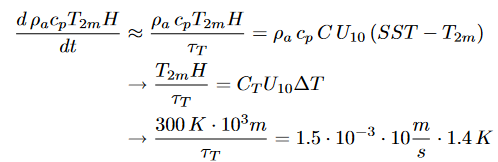 d ρ_a c_p T_{2m} H / dt ≈ ρ_a c_p T_{2m} H / τ_T = ρ_a c_p C U_{10} (SST − T_{2m})
→ T_{2m} H / τ_T = C_T U_{10} ΔT
→ 300 K · 10^3 m / τ_T = 1.5 · 10^{−3} · 10 m/s · 1.4 K